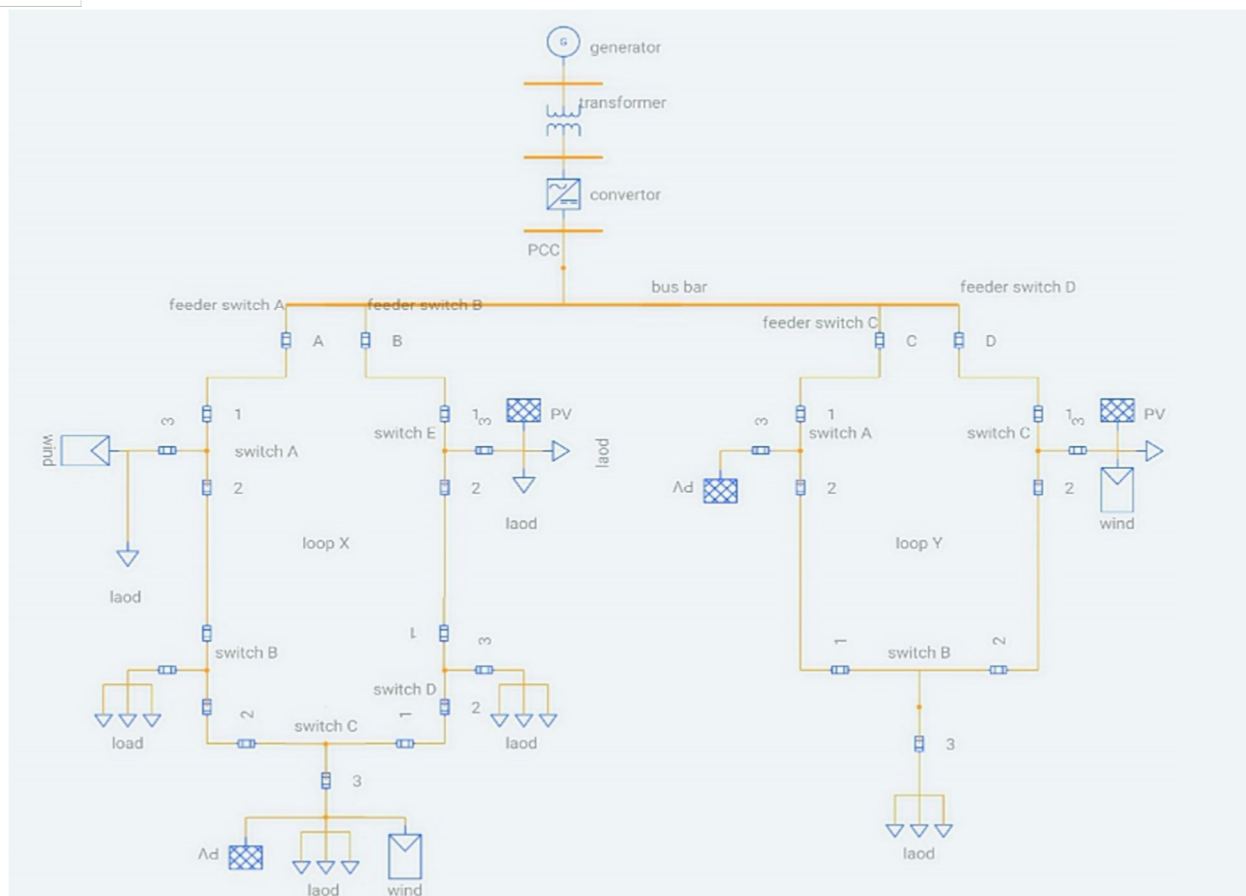 G
generator
transformer
convertor
PCC
bus bar
feeder switch A
feeder switch B
feeder switch C
feeder switch D
A
B
C
D
3
1
switch A
2
wind
laod
loop X
switch E
1
3
PV
2
laod
laod
switch B
load
2
switch C
1
3
PV
laod
wind
1
3
switch D
2
laod
3
1
switch A
2
PV
loop Y
switch C
1
3
PV
2
wind
1
switch B
2
3
laod